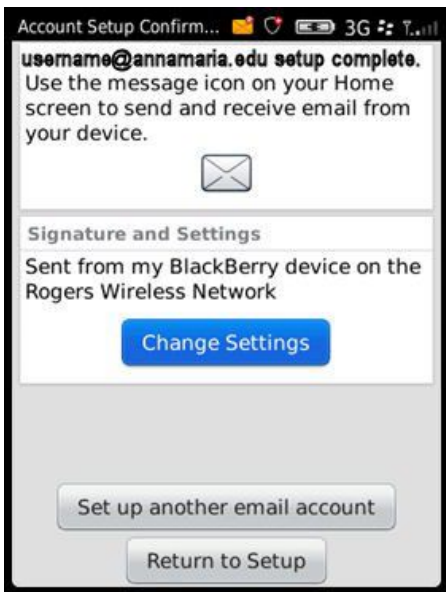 Account Setup Confirm... 3G
username@annamaria.edu setup complete.
Use the message icon on your Home
screen to send and receive email from
your device.
Signature and Settings
Sent from my BlackBerry device on the
Rogers Wireless Network
Change Settings
Set up another email account
Return to Setup